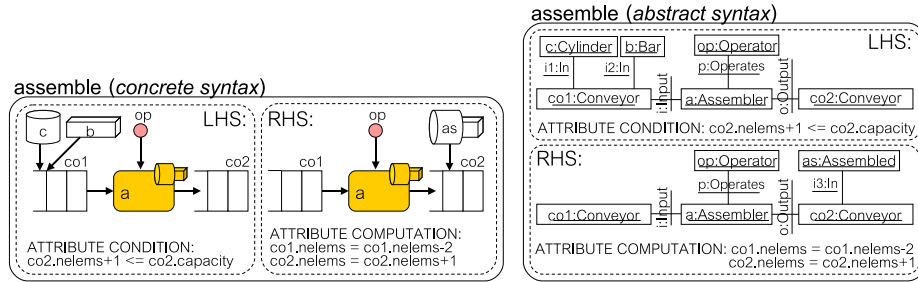 assemble (concrete syntax)
LHS:
c
b
op
co1
a
co2
ATTRIBUTE CONDITION:
co2.nelems+1 <= co2.capacity
RHS:
op
as
co1
a
co2
ATTRIBUTE COMPUTATION:
co1.nelems = co1.nelems-2
co2.nelems = co2.nelems+1
assemble (abstract syntax)
LHS:
c:Cylinder
b:Bar
op:Operator
i1:In
i2:In
p:Operates
co1:Conveyor
i:Input
a:Assembler
o:Output
co2:Conveyor
ATTRIBUTE CONDITION: co2.nelems+1 <= co2.capacity
RHS:
op:Operator
as:Assembled
p:Operates
i3:In
co1:Conveyor
i:Input
a:Assembler
o:Output
co2:Conveyor
ATTRIBUTE COMPUTATION: co1.nelems = co1.nelems-2
co2.nelems = co2.nelems+1